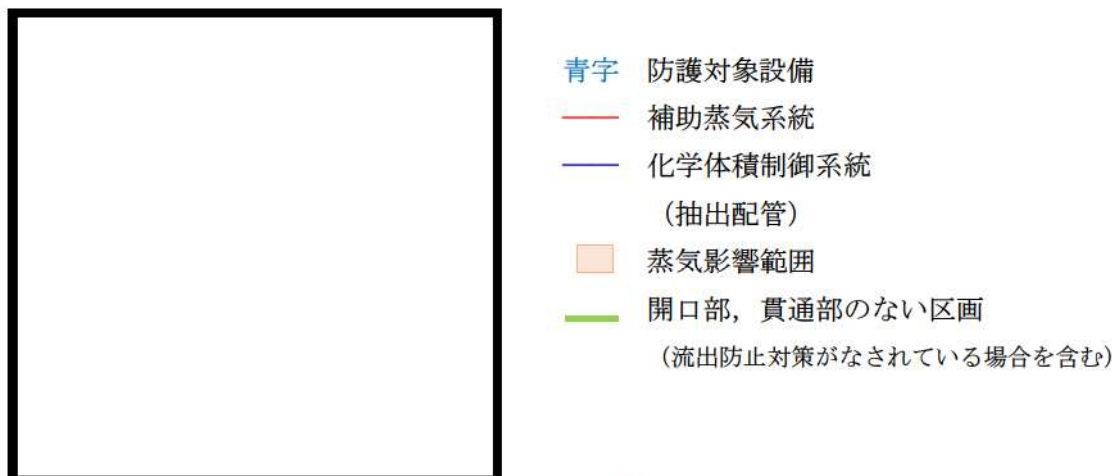 青字 防護対象設備
補助蒸気系統
化学体積制御系統
（抽出配管）
蒸気影響範囲
開口部，貫通部のない区画
（流出防止対策がなされている場合を含む）